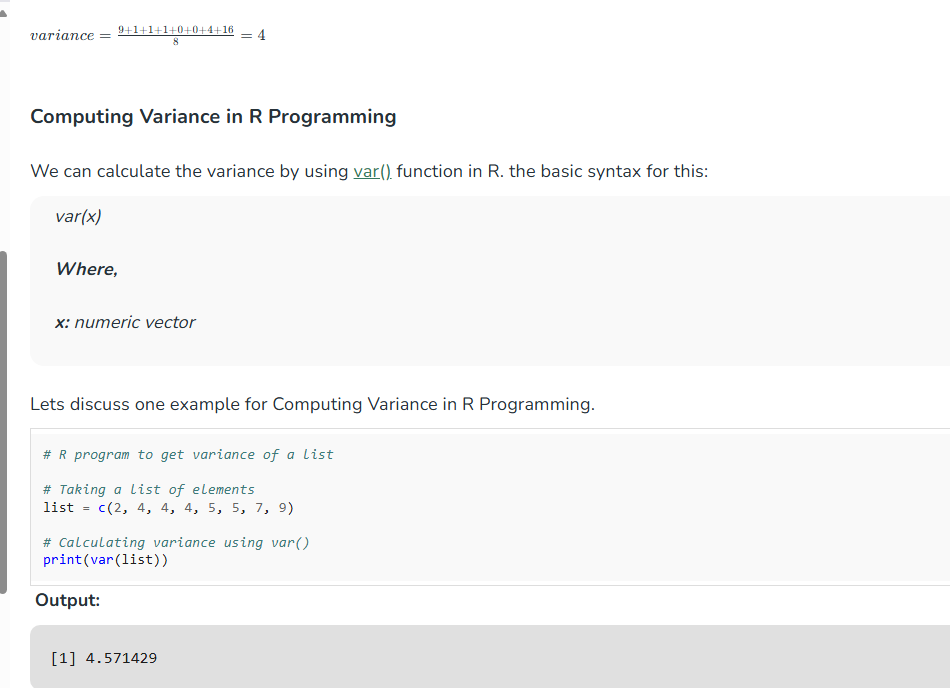 variance = 9+1+1+1+0+0+4+16/8 = 4
Computing Variance in R Programming
We can calculate the variance by using var() function in R. the basic syntax for this:
var(x)
Where,
x: numeric vector
Lets discuss one example for Computing Variance in R Programming.
# R program to get variance of a list
# Taking a list of elements
list = c(2, 4, 4, 4, 5, 5, 7, 9)
# Calculating variance using var()
print(var(list))
Output:
[1] 4.571429